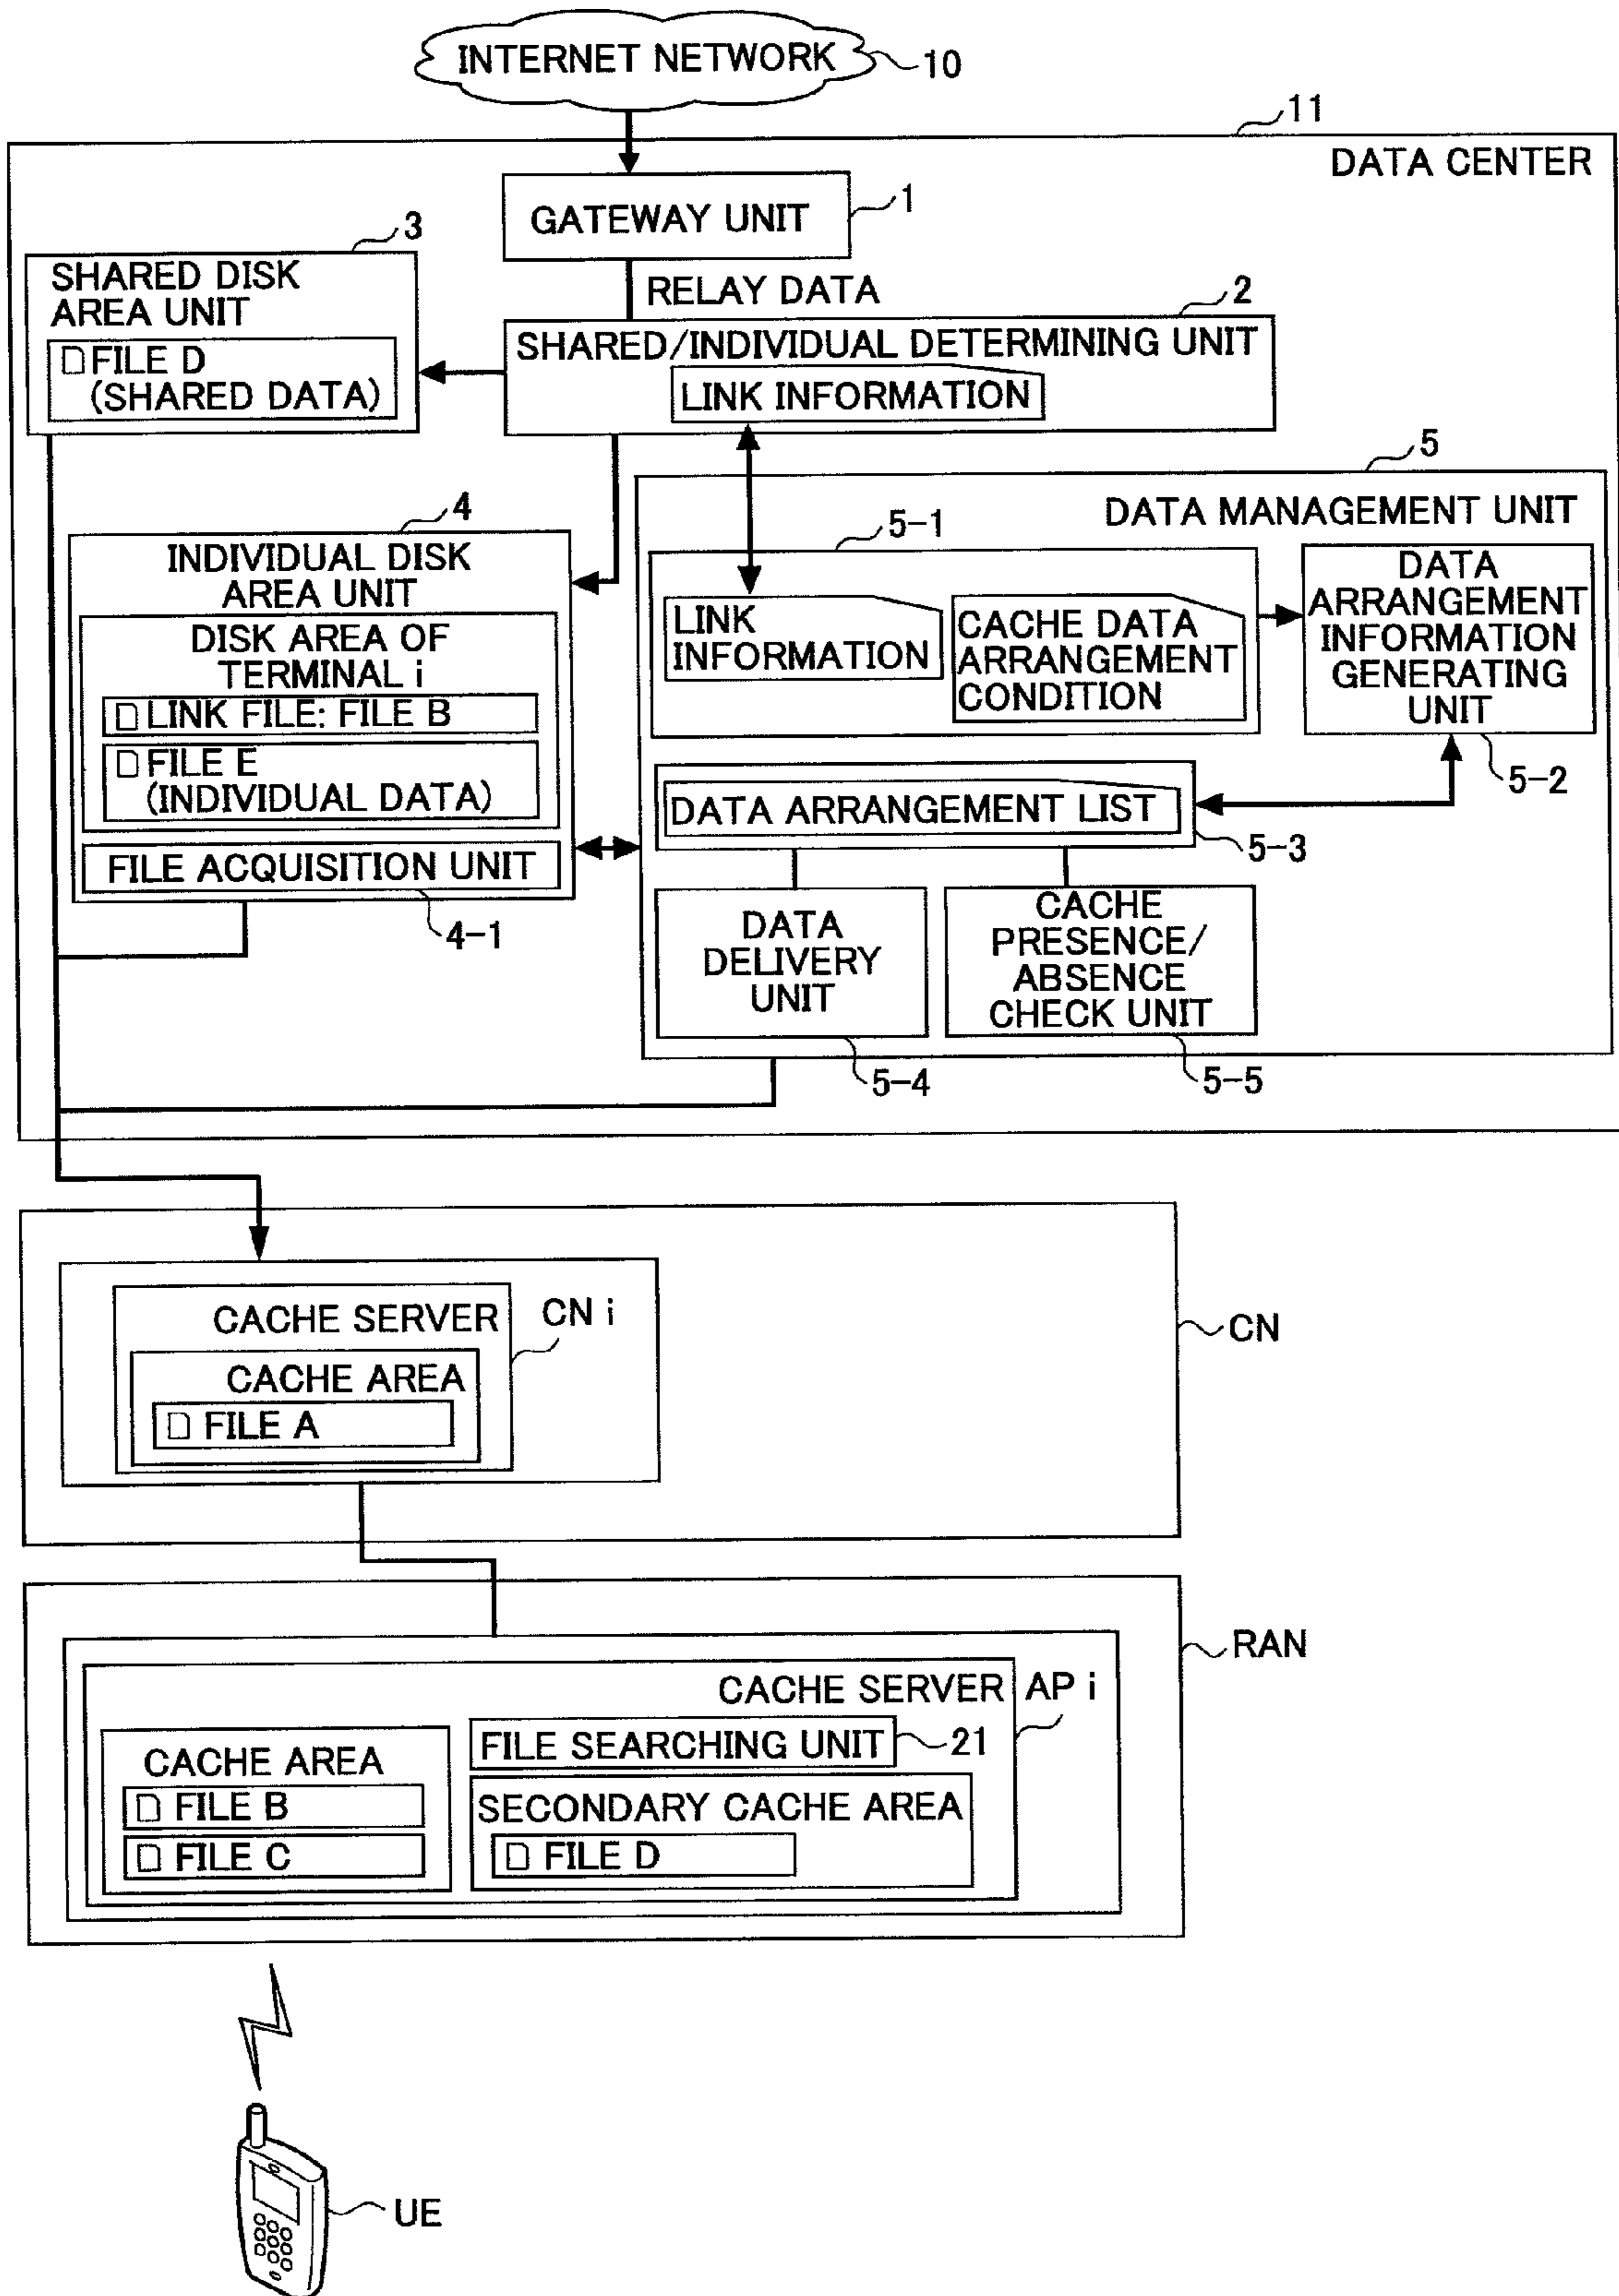 INTERNET NETWORK
10
11
DATA CENTER
GATEWAY UNIT
1
3
SHARED DISK
AREA UNIT
FILE D
(SHARED DATA)
RELAY DATA
2
SHARED/INDIVIDUAL DETERMINING UNIT
LINK INFORMATION
5
DATA MANAGEMENT UNIT
4
INDIVIDUAL DISK
AREA UNIT
DISK AREA OF
TERMINAL i
LINK FILE: FILE B
FILE E
(INDIVIDUAL DATA)
FILE ACQUISITION UNIT
4-1
5-1
LINK
INFORMATION
CACHE DATA
ARRANGEMENT
CONDITION
DATA
ARRANGEMENT
INFORMATION
GENERATING
UNIT
5-2
DATA ARRANGEMENT LIST
5-3
DATA
DELIVERY
UNIT
5-4
CACHE
PRESENCE/
ABSENCE
CHECK UNIT
5-5
CACHE SERVER
CN i
CN
CACHE AREA
FILE A
RAN
CACHE SERVER
AP i
CACHE AREA
FILE B
FILE C
FILE SEARCHING UNIT
21
SECONDARY CACHE AREA
FILE D
UE